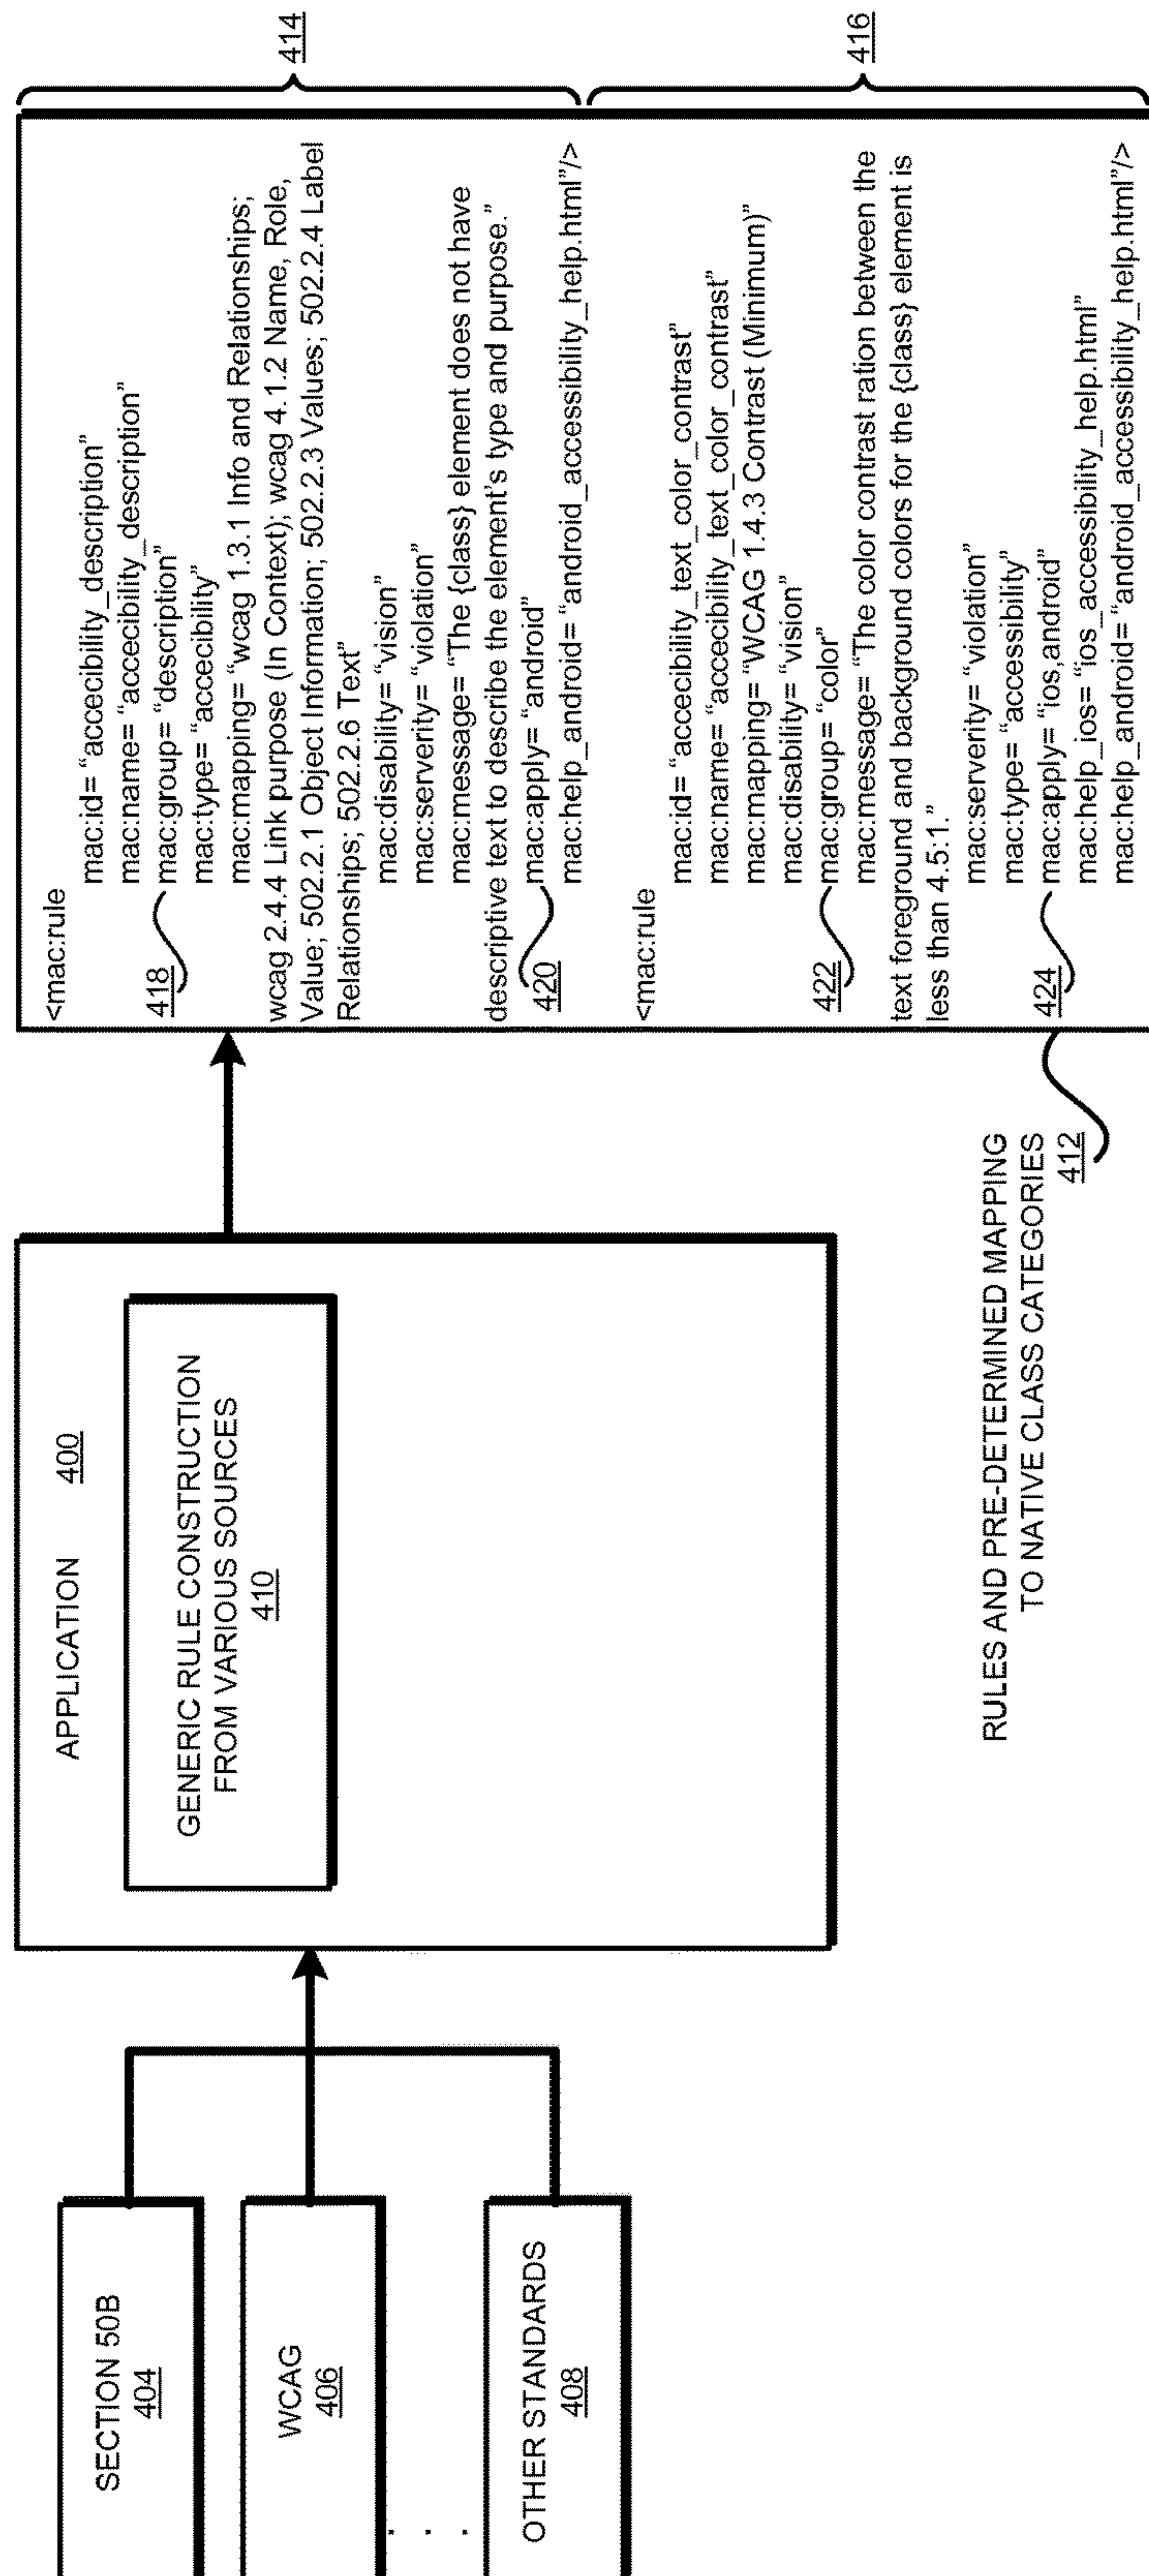 SECTION 50B
404
WCAG
406
. . .
OTHER STANDARDS
408
APPLICATION 400
GENERIC RULE CONSTRUCTION
FROM VARIOUS SOURCES
410
RULES AND PRE-DETERMINED MAPPING
TO NATIVE CLASS CATEGORIES
412
<mac:rule
mac:id= “accecibility_description”
mac:name= “accecibility_description”
418 mac:group= “description”
mac:type= “accecibility”
mac:mapping= “wcag 1.3.1 Info and Relationships;
wcag 2.4.4 Link purpose (In Context); wcag 4.1.2 Name, Role,
Value; 502.2.1 Object Information; 502.2.3 Values; 502.2.4 Label
Relationships; 502.2.6 Text”
mac:disability= “vision”
mac:serverity= “violation”
mac:message= “The {class} element does not have
descriptive text to describe the element’s type and purpose.”
420 mac:apply= “android”
mac:help_android= “android_accessibility_help.html”/>
414
<mac:rule
mac:id= “accecibility_text_color_contrast”
mac:name= “accecibility_text_color_contrast”
mac:mapping= “WCAG 1.4.3 Contrast (Minimum)”
mac:disability= “vision”
422 mac:group= “color”
mac:message= “The color contrast ration between the
text foreground and background colors for the {class} element is
less than 4.5:1.”
mac:serverity= “violation”
mac:type= “accessibility”
424 mac:apply= “ios,android”
mac:help_ios= “ios_accessibility_help.html”
mac:help_android= “android_accessibility_help.html”/>
416